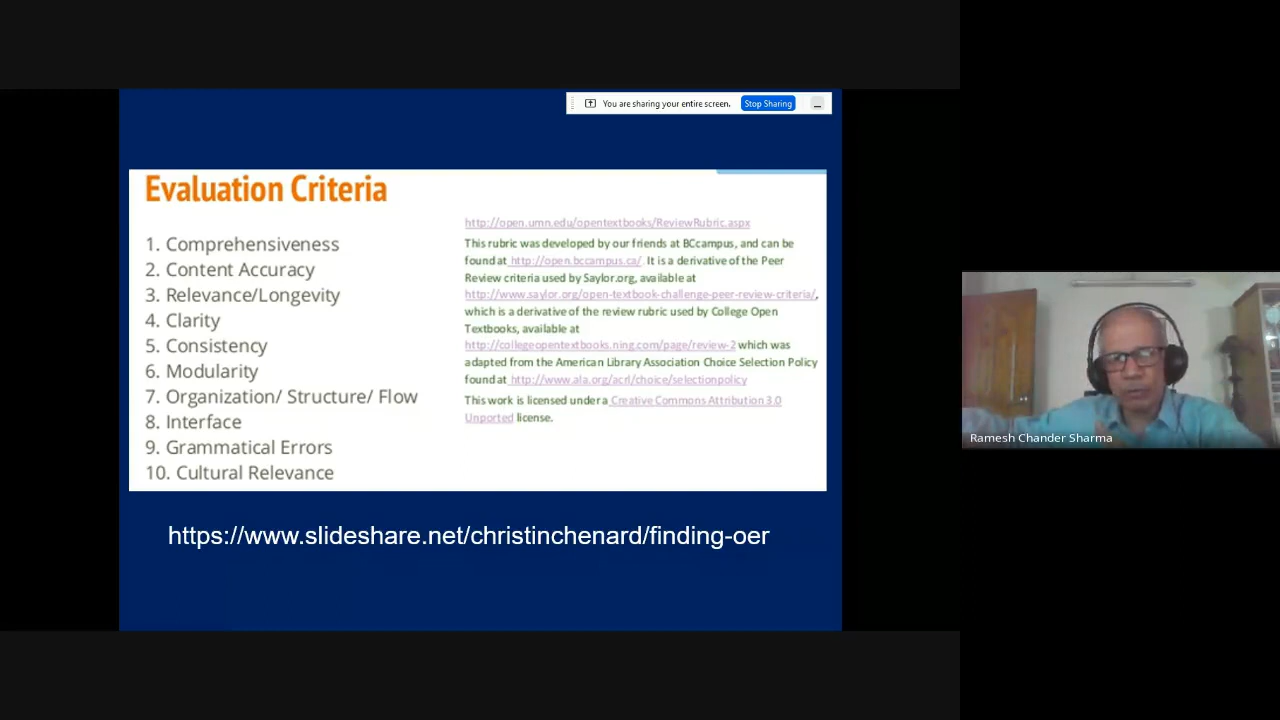 You are sharing your entire screen.
Stop Sharing
Evaluation Criteria
1. Comprehensiveness
2. Content Accuracy
3. Relevance/Longevity
4. Clarity
5. Consistency
6. Modularity
7. Organization/ Structure/ Flow
8. Interface
9. Grammatical Errors
10. Cultural Relevance
http://open.umn.edu/opentextbooks/ReviewRubric.aspx
This rubric was developed by our friends at BCcampus, and can be
found at http://open.bccampus.ca/. It is a derivative of the Peer
Review criteria used by Saylor.org, available at
http://www.saylor.org/open-textbook-challenge-peer-review-criteria/,
which is a derivative of the review rubric used by College Open
Textbooks, available at
http://collegeopentextbooks.ning.com/page/review-2 which was
adapted from the American Library Association Choice Selection Policy
found at http://www.ala.org/acrl/choice/selectionpolicy
This work is licensed under a Creative Commons Attribution 3.0
Unported license.
https://www.slideshare.net/christinchenard/finding-oer
Ramesh Chander Sharma